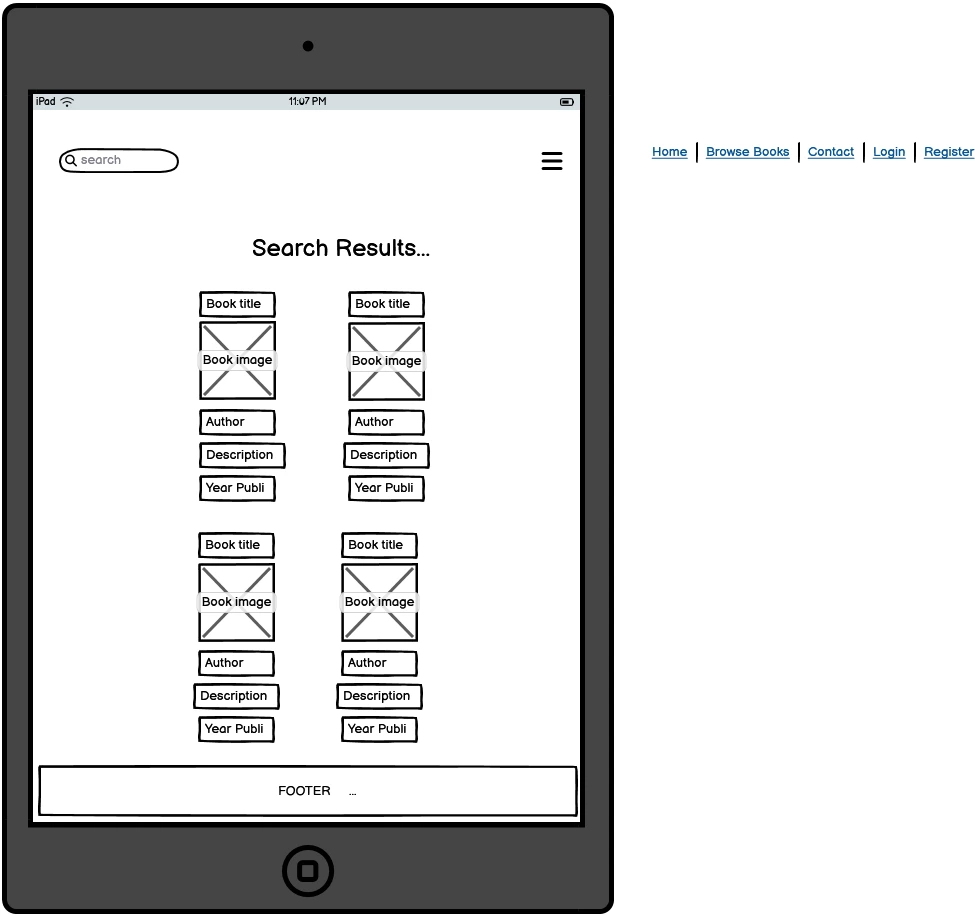 iPad 11:07 PM
search
Home Browse Books Contact Login Register
Search Results...
Book title Book title
Book image Book image
Author Author
Description Description
Year Publi Year Publi
Book title Book title
Book image Book image
Author Author
Description Description
Year Publi Year Publi
FOOTER ...